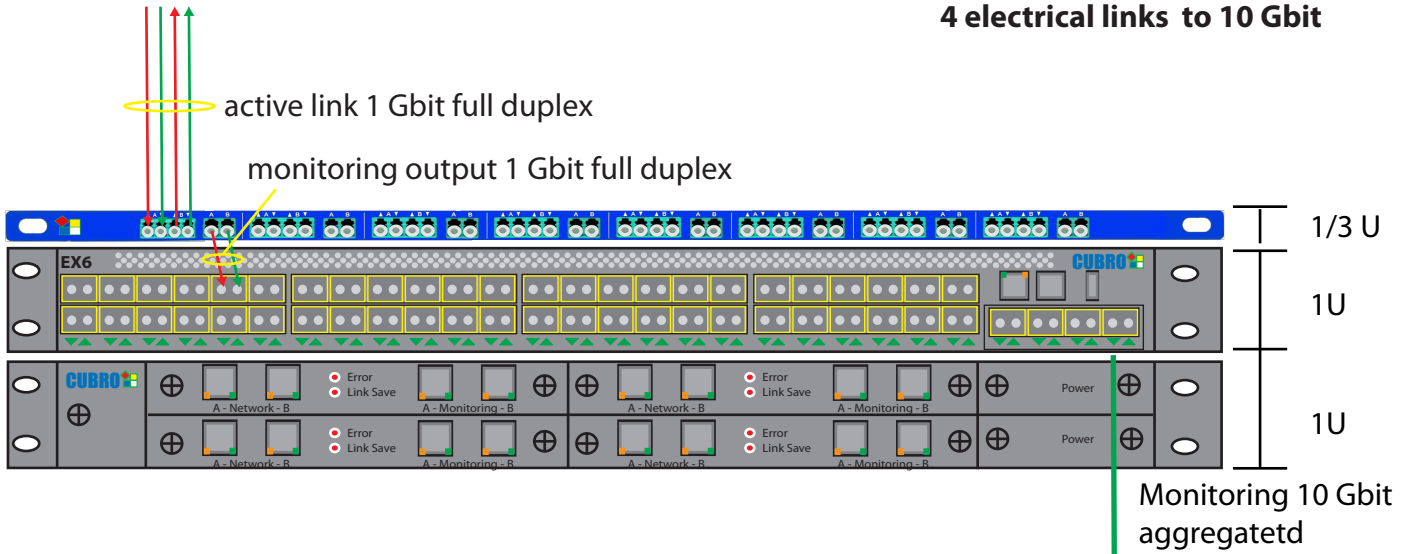 4 electrical links to 10 Gbit
active link 1 Gbit full duplex
monitoring output 1 Gbit full duplex
A B A B A B A B A B A B A B A B A B A B A B A B A B A B A B A B A B A B A B A B A B A B A B A B
1/3 U
EX6 CUBRO
1U
CUBRO Error Error
Link Save Link Save Power
A - Network - B A - Monitoring - B A - Network - B A - Monitoring - B
1U
Error Error
Link Save Link Save Power
A - Network - B A - Monitoring - B A - Network - B A - Monitoring - B
Monitoring 10 Gbit
aggregatetd